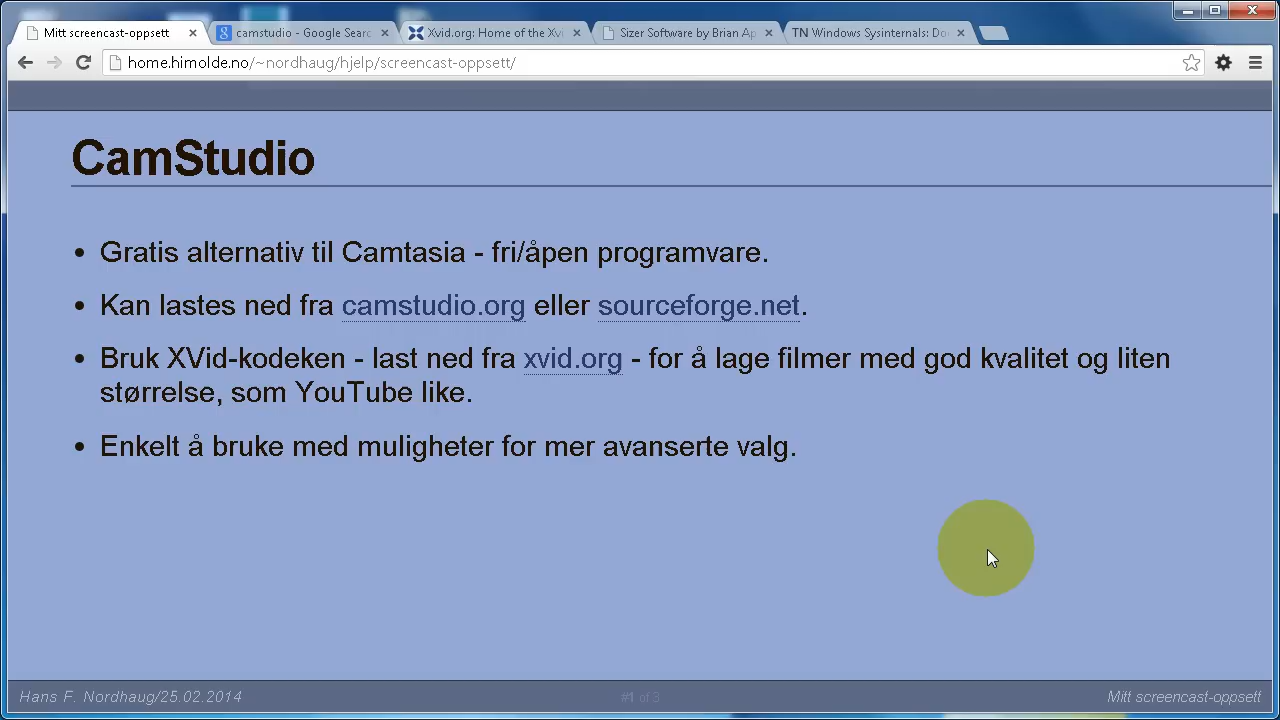 Mitt screencast-oppsett
camstudio - Google Searc
Xvid.org: Home of the Xvi
Sizer Software by Brian Ap
TN Windows Sysinternals: Do
home.himolde.no/~nordhaug/hjelp/screencast-oppsett/
CamStudio
• Gratis alternativ til Camtasia - fri/åpen programvare.
• Kan lastes ned fra camstudio.org eller sourceforge.net.
• Bruk XVid-kodeken - last ned fra xvid.org - for å lage filmer med god kvalitet og liten
størrelse, som YouTube like.
• Enkelt å bruke med muligheter for mer avanserte valg.
Hans F. Nordhaug/25.02.2014
#1 of 3
Mitt screencast-oppsett